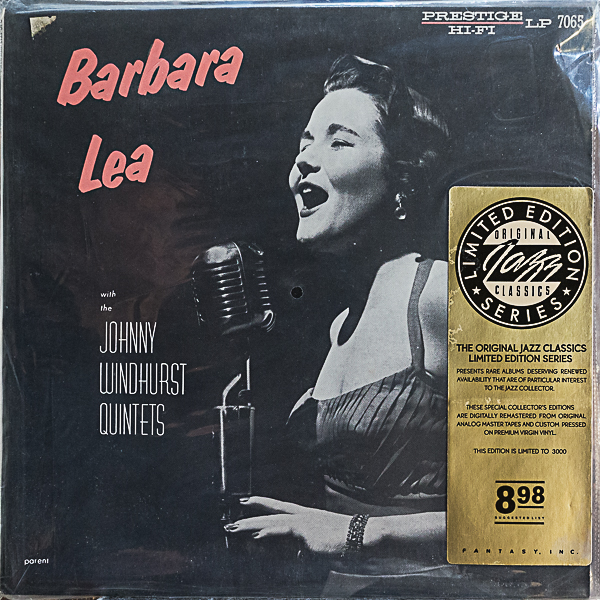 Barbara
Lea
PRESTIGE
HI-FI
LP 7065
with
the
JOHNNY
WINDHURST
QUINTETS
parent
LIMITED EDITION
ORIGINAL
Jazz
CLASSICS
★ SERIES ★
THE ORIGINAL JAZZ CLASSICS
LIMITED EDITION SERIES
PRESENTS RARE ALBUMS DESERVING RENEWED
AVAILABILITY THAT ARE OF PARTICULAR INTEREST
TO THE JAZZ COLLECTOR.
THESE SPECIAL COLLECTOR'S EDITIONS
ARE DIGITALLY REMASTERED FROM ORIGINAL
ANALOG MASTER TAPES AND CUSTOM PRESSED
ON PREMIUM VIRGIN VINYL.
THIS EDITION IS LIMITED TO 3000
8 98
SUGGESTED LIST
FANTASY, INC.